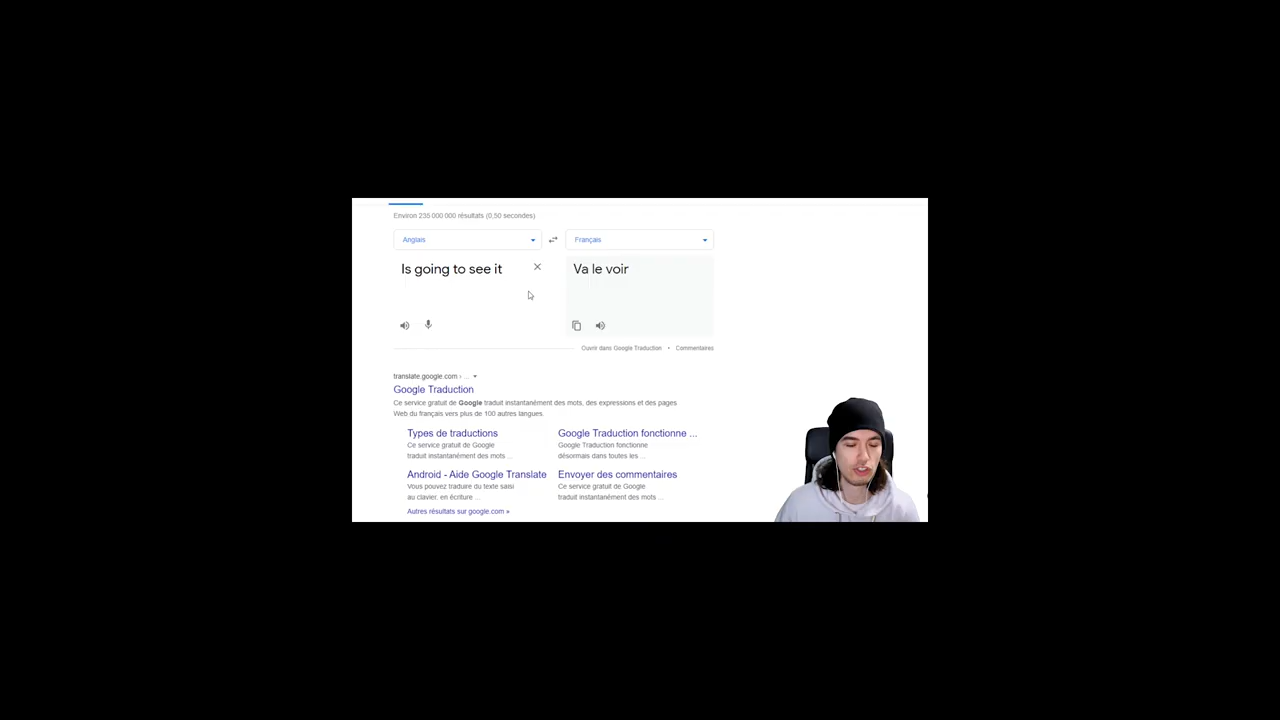 Environ 235 000 000 résultats (0,50 secondes)
Anglais
Français
Is going to see it
Va le voir
Ouvrir dans Google Traduction • Commentaires
translate.google.com › ...
Google Traduction
Ce service gratuit de Google traduit instantanément des mots, des expressions et des pages
Web du français vers plus de 100 autres langues.
Types de traductions
Ce service gratuit de Google
traduit instantanément des mots ...
Google Traduction fonctionne ...
Google Traduction fonctionne
désormais dans toutes les ...
Android - Aide Google Translate
Vous pouvez traduire du texte saisi
au clavier, en écriture ...
Envoyer des commentaires
Ce service gratuit de Google
traduit instantanément des mots ...
Autres résultats sur google.com »